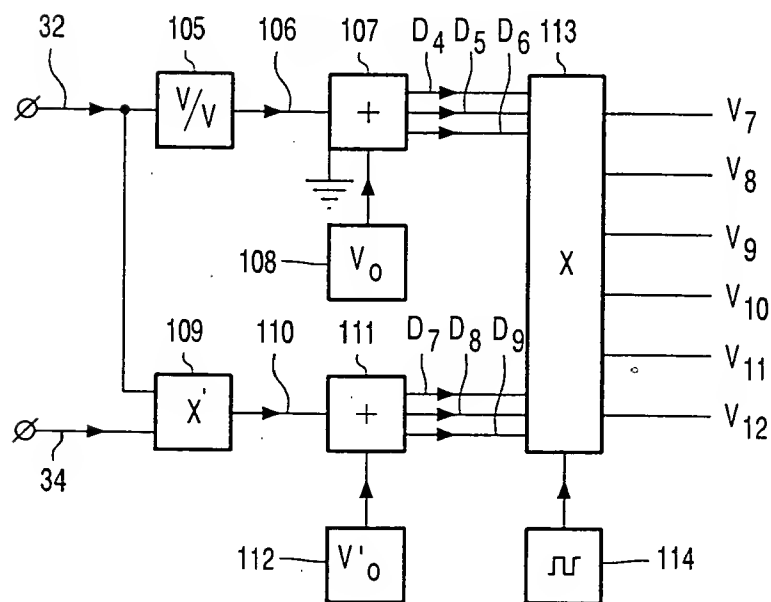 32 105 106 107 D4 D5 D6 113
V/V + V7
V8
108 V0 X V9
V10
109 110 111 D7 D8 D9 V11
X' + V12
34
112 V'0 114